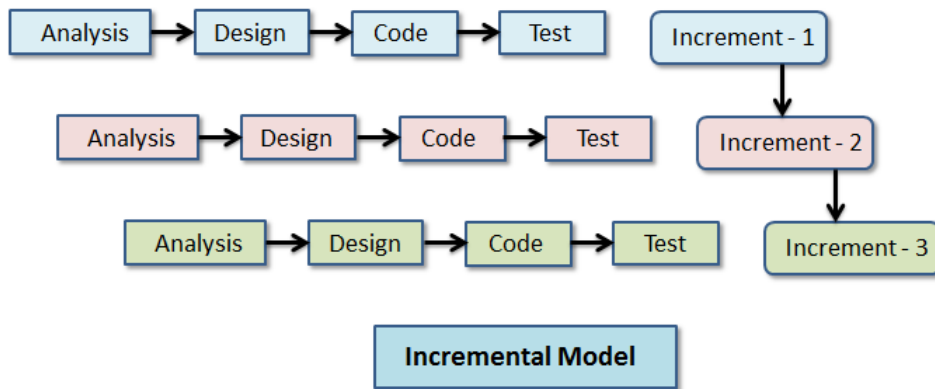 Analysis Design Code Test Increment - 1
Analysis Design Code Test Increment - 2
Analysis Design Code Test Increment - 3
Incremental Model